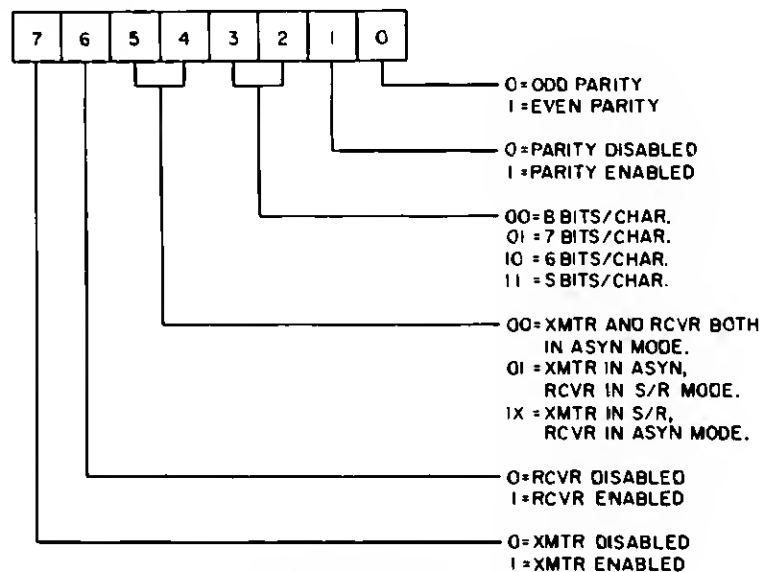 7 6 5 4 3 2 1 0
0=ODD PARITY
1=EVEN PARITY
0=PARITY DISABLED
1=PARITY ENABLED
00=8 BITS/CHAR.
01=7 BITS/CHAR.
10=6 BITS/CHAR.
11=5 BITS/CHAR.
00=XMTR AND RCVR BOTH
IN ASYN MODE.
01=XMTR IN ASYN,
RCVR IN S/R MODE.
1X=XMTR IN S/R,
RCVR IN ASYN MODE.
0=RCVR DISABLED
1=RCVR ENABLED
0=XMTR DISABLED
1=XMTR ENABLED